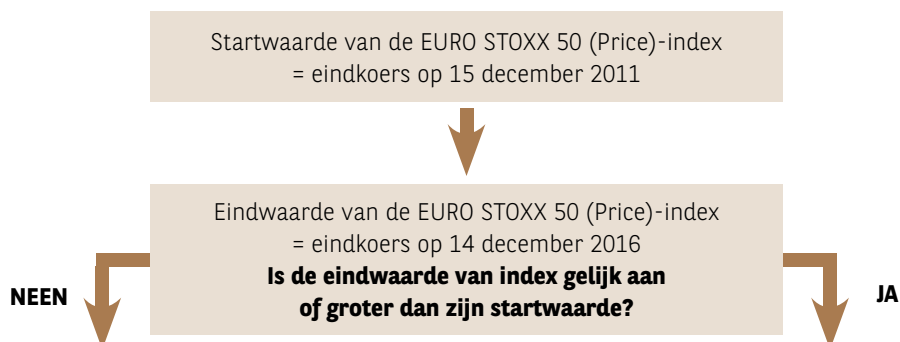 Startwaarde van de EURO STOXX 50 (Price)-index
= eindkoers op 15 december 2011
Eindwaarde van de EURO STOXX 50 (Price)-index
= eindkoers op 14 december 2016
Is de eindwaarde van index gelijk aan
of groter dan zijn startwaarde?
NEEN
JA